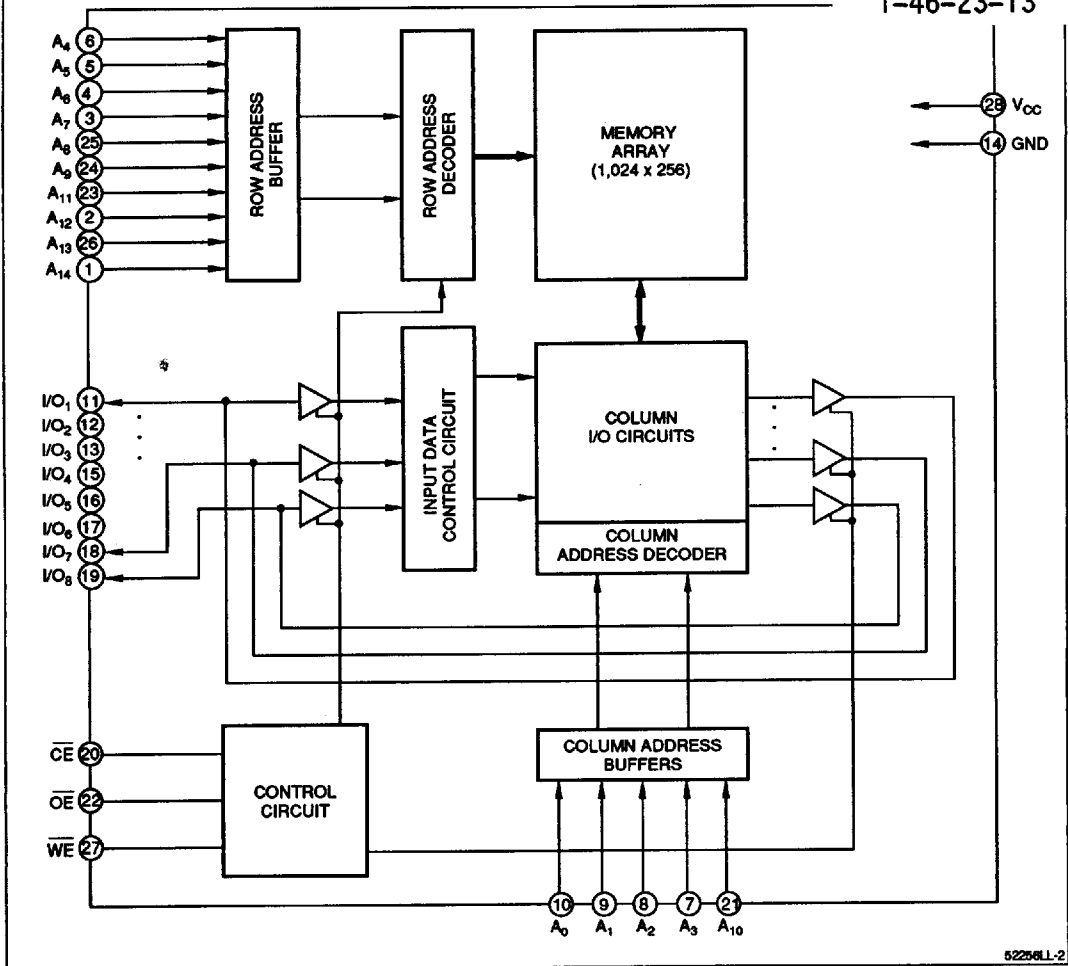 1-46-23-13
A4 6
A5 5
A6 4
A7 3
A8 25
A9 24
A11 23
A12 2
A13 26
A14 1
ROW ADDRESS
BUFFER
ROW ADDRESS
DECODER
MEMORY
ARRAY
(1,024 x 256)
28 VCC
14 GND
I/O1 11
I/O2 12
I/O3 13
I/O4 15
I/O5 16
I/O6 17
I/O7 18
I/O8 19
INPUT DATA
CONTROL CIRCUIT
COLUMN
I/O CIRCUITS
COLUMN
ADDRESS DECODER
C̅E̅ 20
O̅E̅ 22
W̅E̅ 27
CONTROL
CIRCUIT
COLUMN ADDRESS
BUFFERS
10 9 8 7 21
A0 A1 A2 A3 A10
52256LL-2